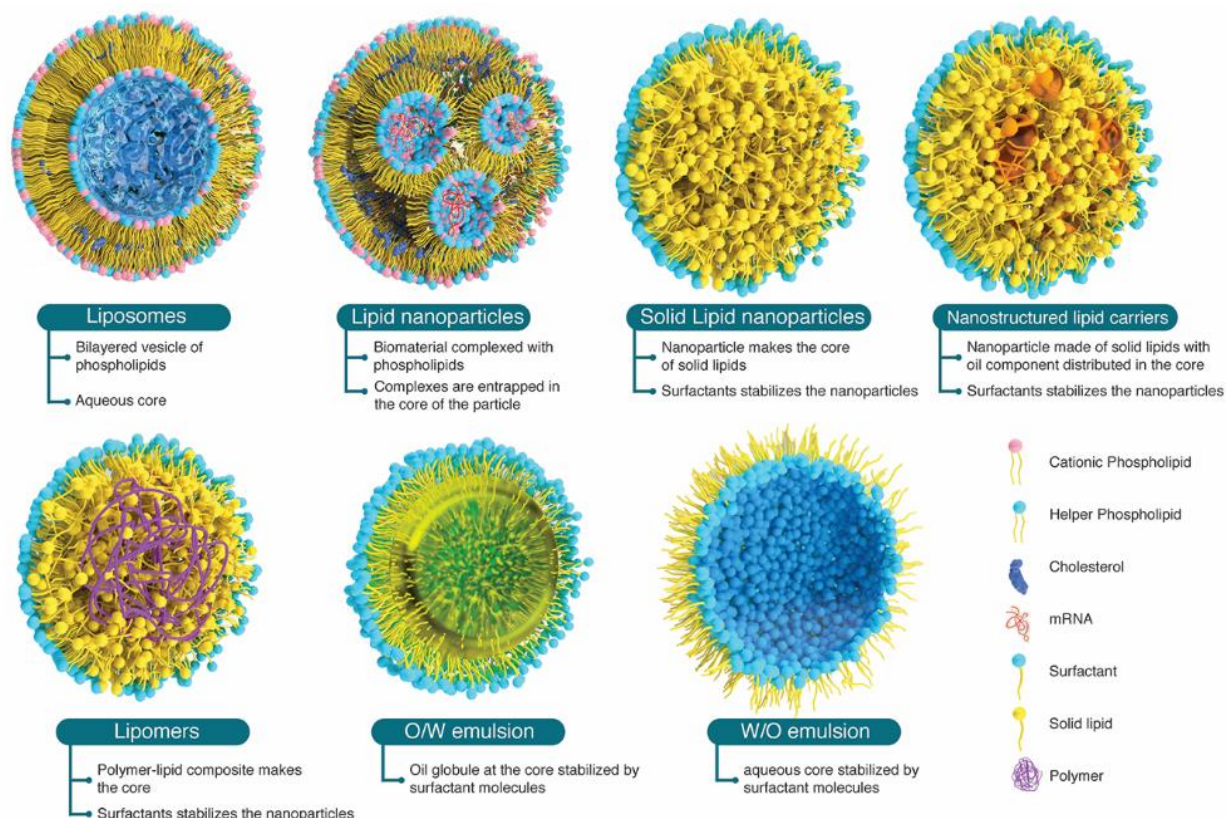 Liposomes
Bilayered vesicle of
phospholipids
Aqueous core
Lipid nanoparticles
Biomaterial complexed with
phospholipids
Complexes are entrapped in
the core of the particle
Solid Lipid nanoparticles
Nanoparticle makes the core
of solid lipids
Surfactants stabilizes the nanoparticles
Nanostructured lipid carriers
Nanoparticle made of solid lipids with
oil component distributed in the core
Surfactants stabilizes the nanoparticles
Lipomers
Polymer-lipid composite makes
the core
Surfactants stabilizes the nanoparticles
O/W emulsion
Oil globule at the core stabilized by
surfactant molecules
W/O emulsion
aqueous core stabilized by
surfactant molecules
Cationic Phospholipid
Helper Phospholipid
Cholesterol
mRNA
Surfactant
Solid lipid
Polymer